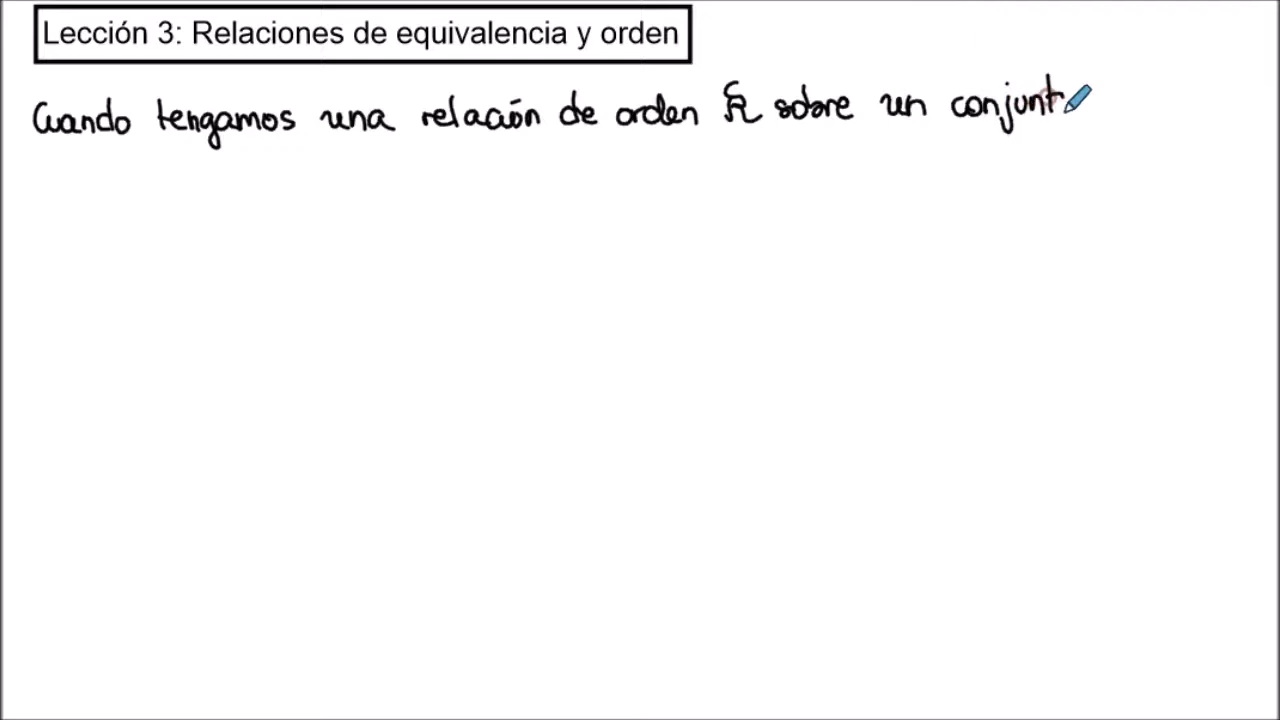 Lección 3: Relaciones de equivalencia y orden
Cuando tengamos una relación de orden ℛ sobre un conjunt